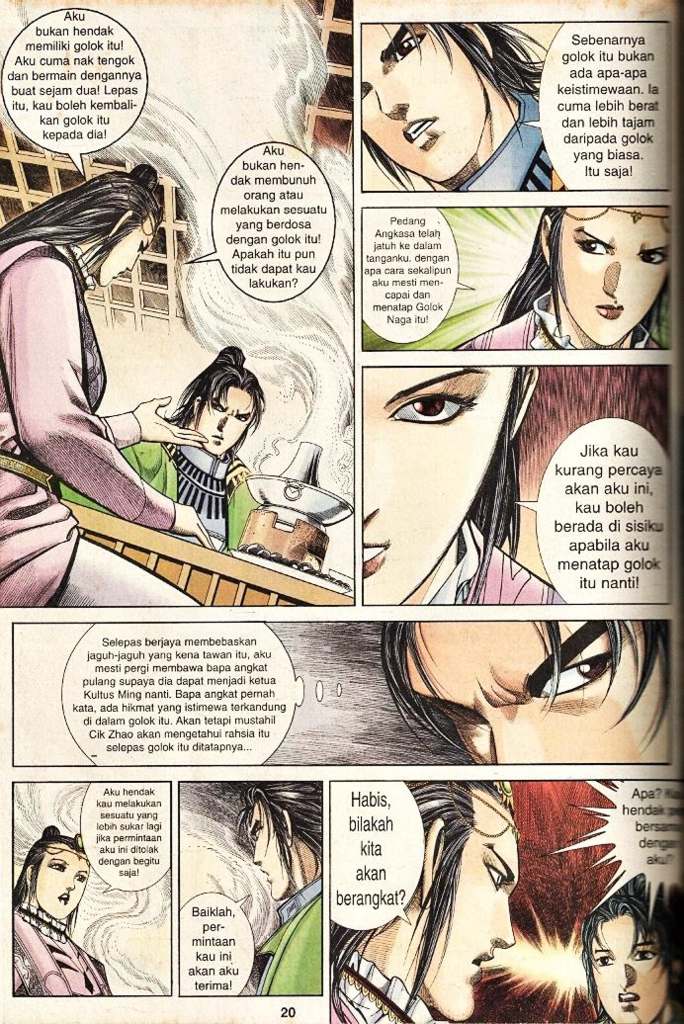 Aku
bukan hendak
memiliki golok itu!
Aku cuma nak tengok
dan bermain dengannya
buat sejam dua! Lepas
itu, kau boleh kembali-
kan golok itu
kepada dia!
Aku
bukan hen-
dak membunuh
orang atau
melakukan sesuatu
yang berdosa
dengan golok itu!
Apakah itu pun
tidak dapat kau
lakukan?
Sebenarnya
golok itu bukan
ada apa-apa
keistimewaan. Ia
cuma lebih berat
dan lebih tajam
daripada golok
yang biasa.
Itu saja!
Pedang
Angkasa telah
jatuh ke dalam
tanganku. dengan
apa cara sekalipun
aku mesti men-
capai dan
menatap Golok
Naga itu!
Jika kau
kurang percaya
akan aku ini,
kau boleh
berada di sisiku
apabila aku
menatap golok
itu nanti!
Selepas berjaya membebaskan
jaguh-jaguh yang kena tawan itu, aku
mesti pergi membawa bapa angkat
pulang supaya dia dapat menjadi ketua
Kultus Ming nanti. Bapa angkat pernah
kata, ada hikmat yang istimewa terkandung
di dalam golok itu. Akan tetapi mustahil
Cik Zhao akan mengetahui rahsia itu
selepas golok itu ditatapnya...
Aku hendak
kau melakukan
sesuatu yang
lebih sukar lagi
jika permintaan
aku ini ditolak
dengan begitu
saja!
Baiklah,
per-
mintaan
kau ini
akan aku
terima!
Habis,
bilakah
kita
akan
berangkat?
Apa?
hendak
dengan
aku?
20